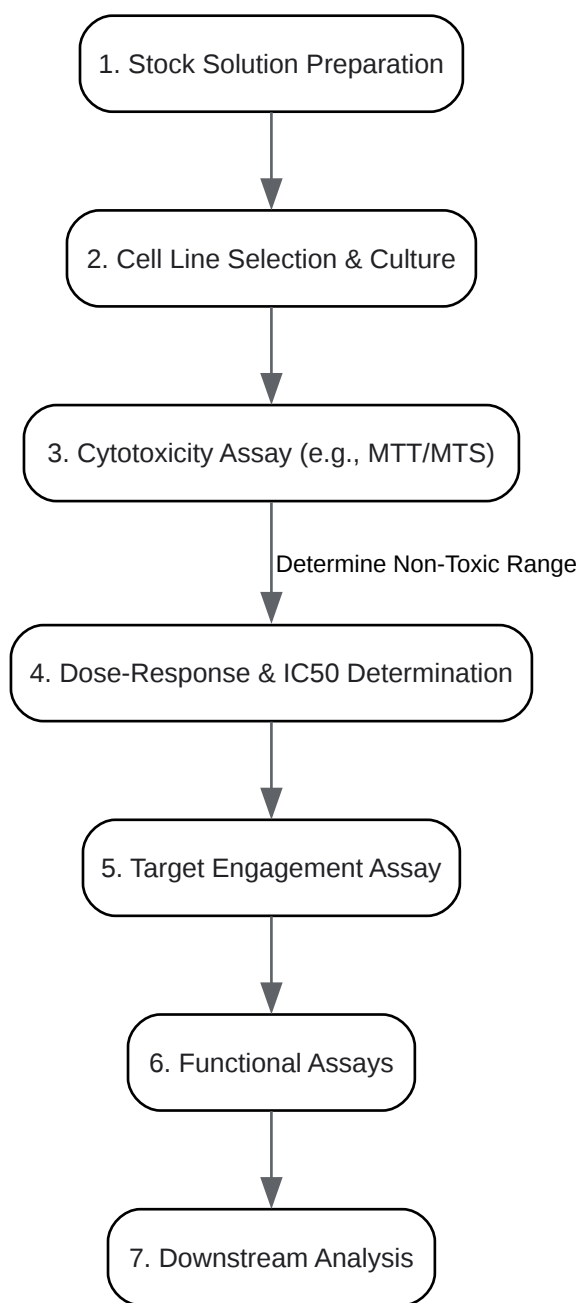 1. Stock Solution Preparation
2. Cell Line Selection & Culture
3. Cytotoxicity Assay (e.g., MTT/MTS)
Determine Non-Toxic Range
4. Dose-Response & IC50 Determination
5. Target Engagement Assay
6. Functional Assays
7. Downstream Analysis